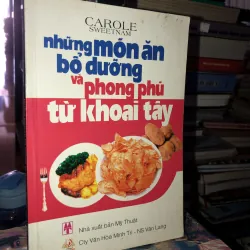 CAROLE
SWEETNAM
những món ăn
bổ dưỡng
và phong phú
từ khoai tây
Nhà xuất bản Mỹ Thuật
Cty Văn Hóa Minh Trí - NS Văn Lang